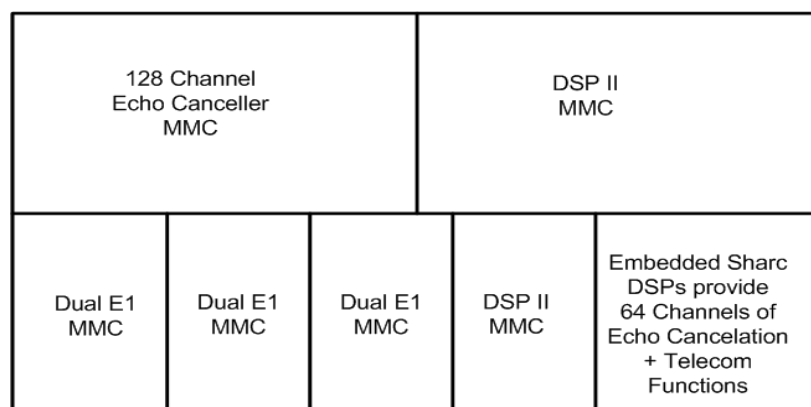 128 Channel
Echo Canceller
MMC
DSP II
MMC
Dual E1
MMC
Dual E1
MMC
Dual E1
MMC
DSP II
MMC
Embedded Sharc
DSPs provide
64 Channels of
Echo Cancelation
+ Telecom
Functions